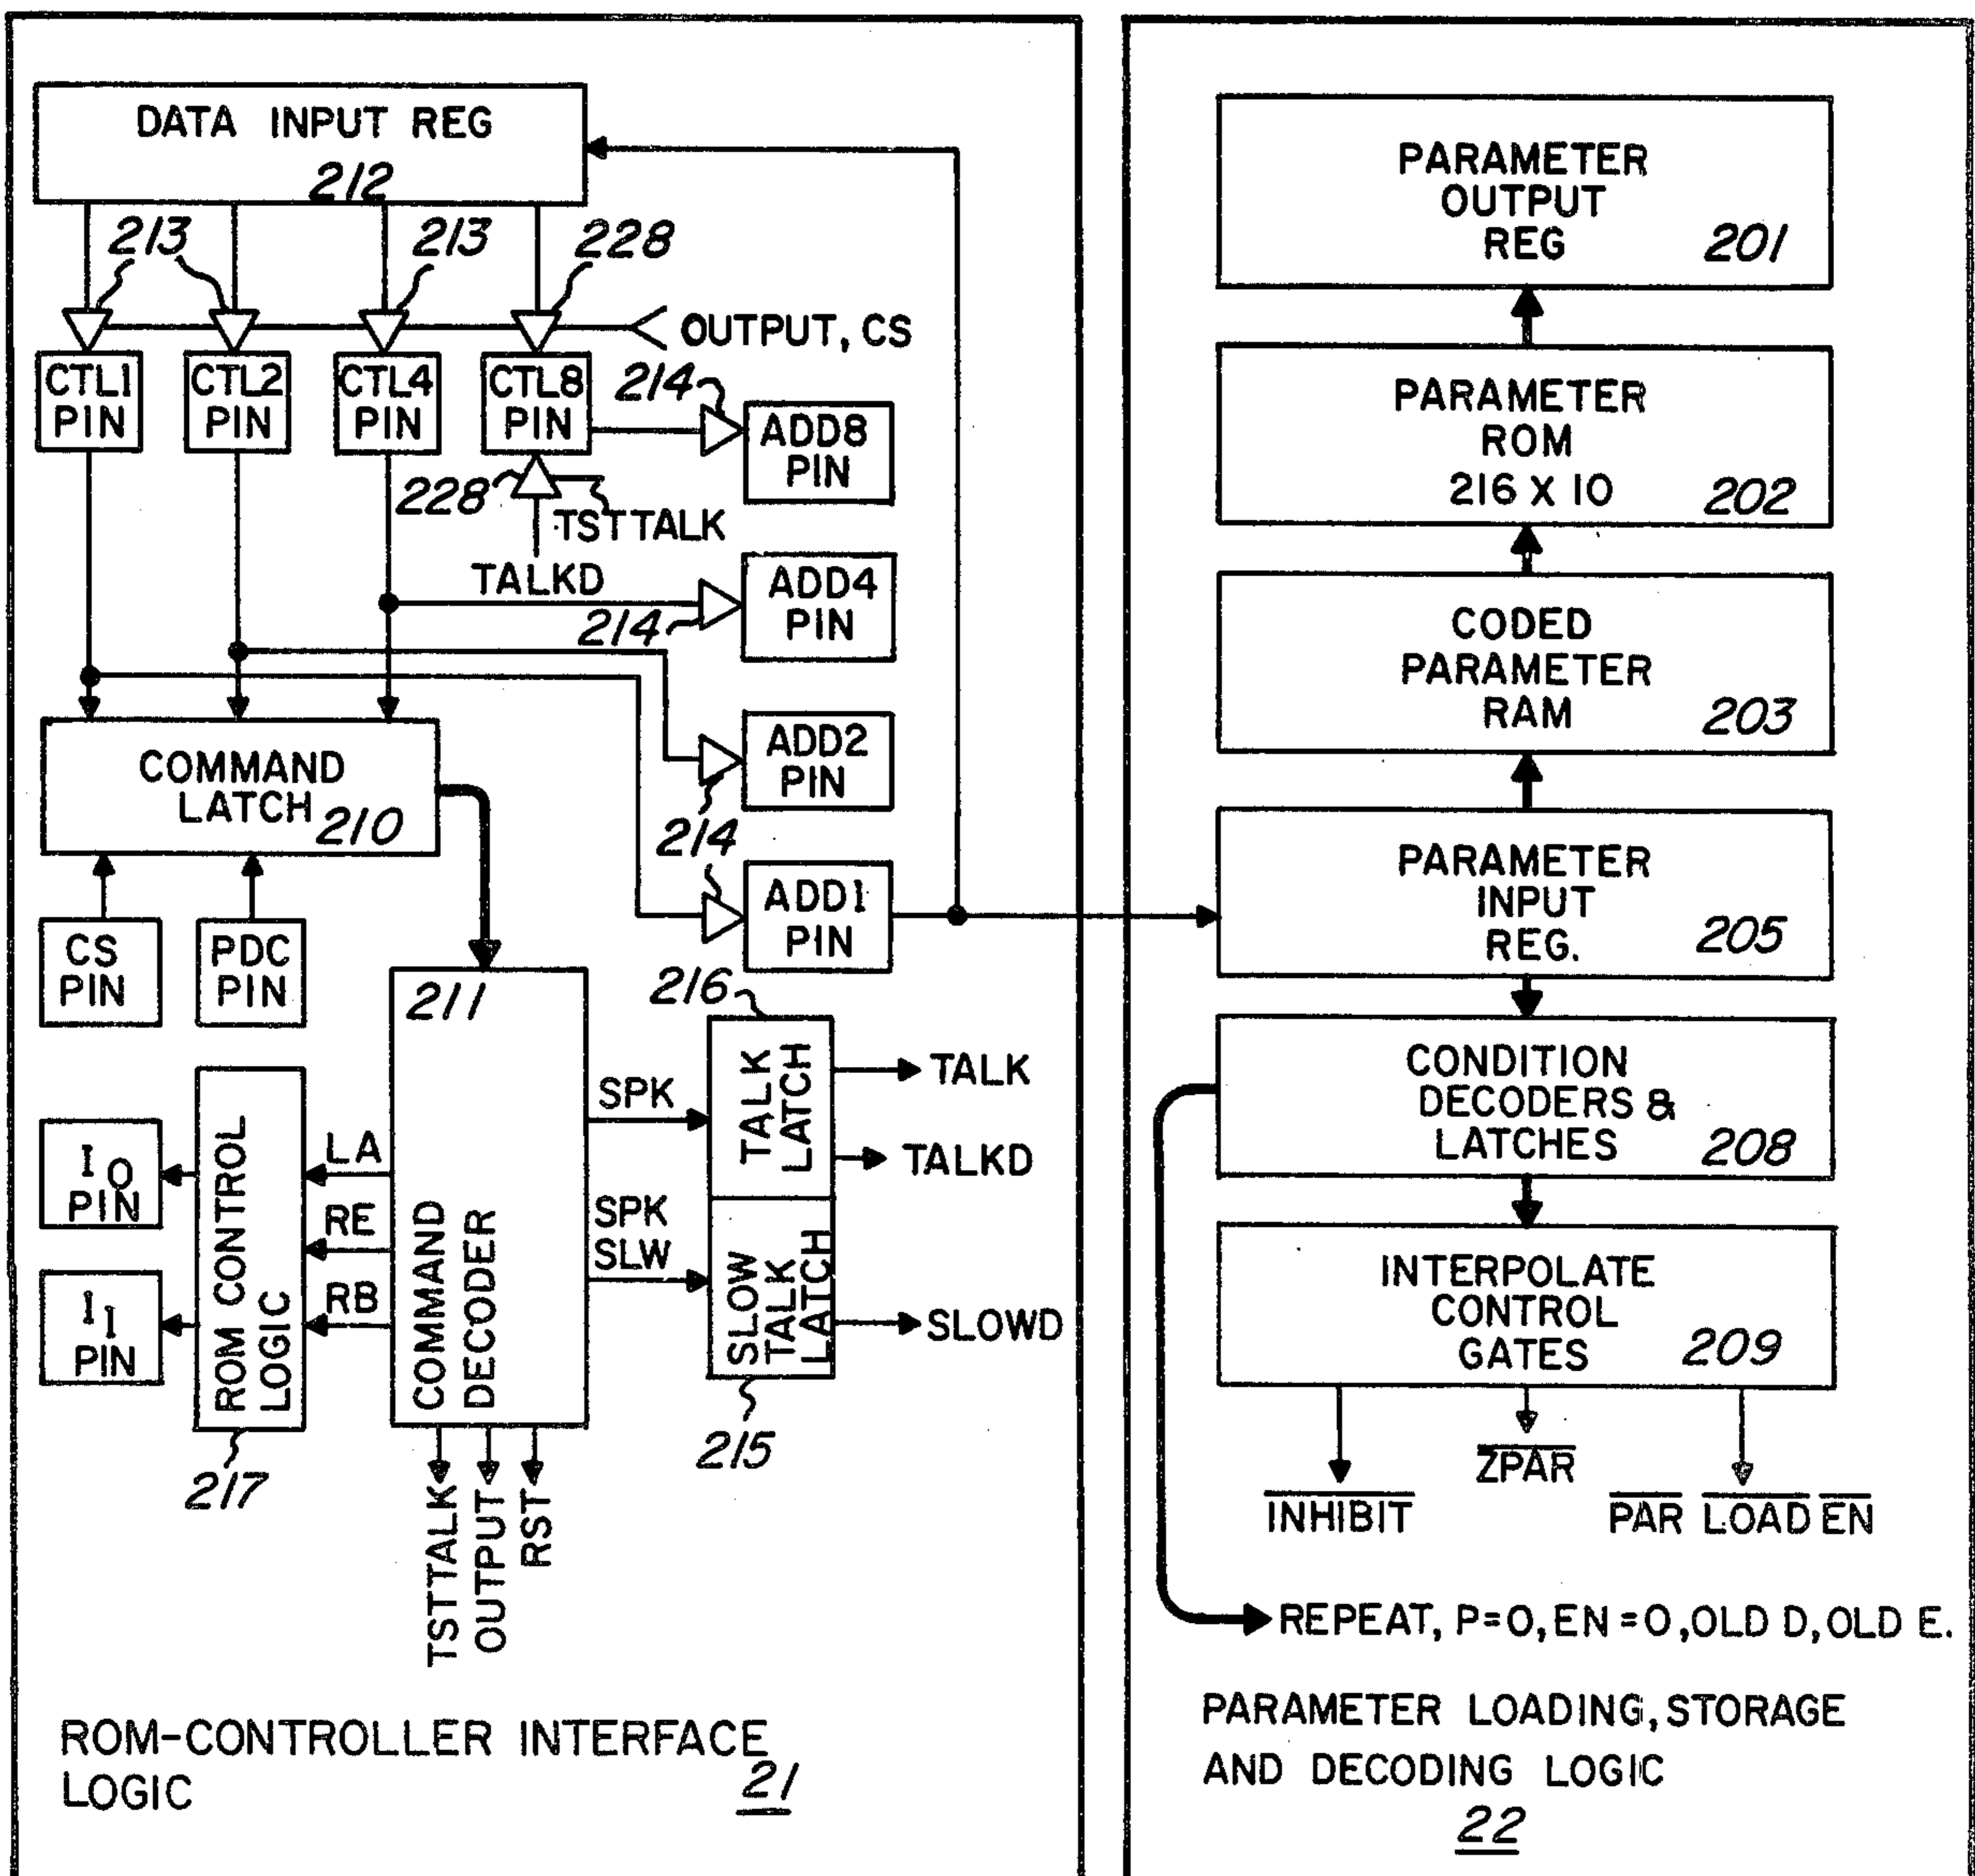 DATA INPUT REG
212
213
213
228
OUTPUT, CS
CTL1
PIN
CTL2
PIN
CTL4
PIN
CTL8
PIN
214
ADD8
PIN
228
TSTTALK
TALKD
ADD4
PIN
214
ADD2
PIN
214
COMMAND
LATCH 210
ADD1
PIN
CS
PIN
PDC
PIN
211
COMMAND
DECODER
216
TALK
LATCH
SPK
TALK
TALKD
SPK
SLW
SLOW
TALK
LATCH
SLOWD
215
I0
PIN
I1
PIN
ROM CONTROL
LOGIC
217
LA
RE
RB
TSTTALK
OUTPUT
RST
ROM-CONTROLLER INTERFACE
LOGIC
21
PARAMETER
OUTPUT
REG 201
PARAMETER
ROM
216 X 10 202
CODED
PARAMETER
RAM 203
PARAMETER
INPUT
REG. 205
CONDITION
DECODERS &
LATCHES 208
INTERPOLATE
CONTROL
GATES 209
INHIBIT
ZPAR
PAR LOAD EN
REPEAT, P=0, EN=0, OLD D, OLD E.
PARAMETER LOADING, STORAGE
AND DECODING LOGIC
22